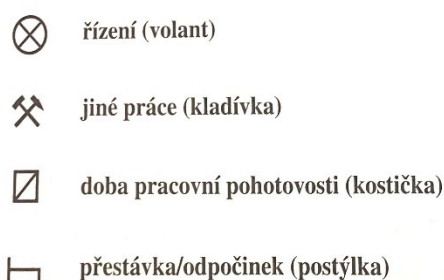 řízení (volant)
jiné práce (kladívka)
doba pracovní pohotovosti (kostička)
přestávka/odpočinek (postýlka)